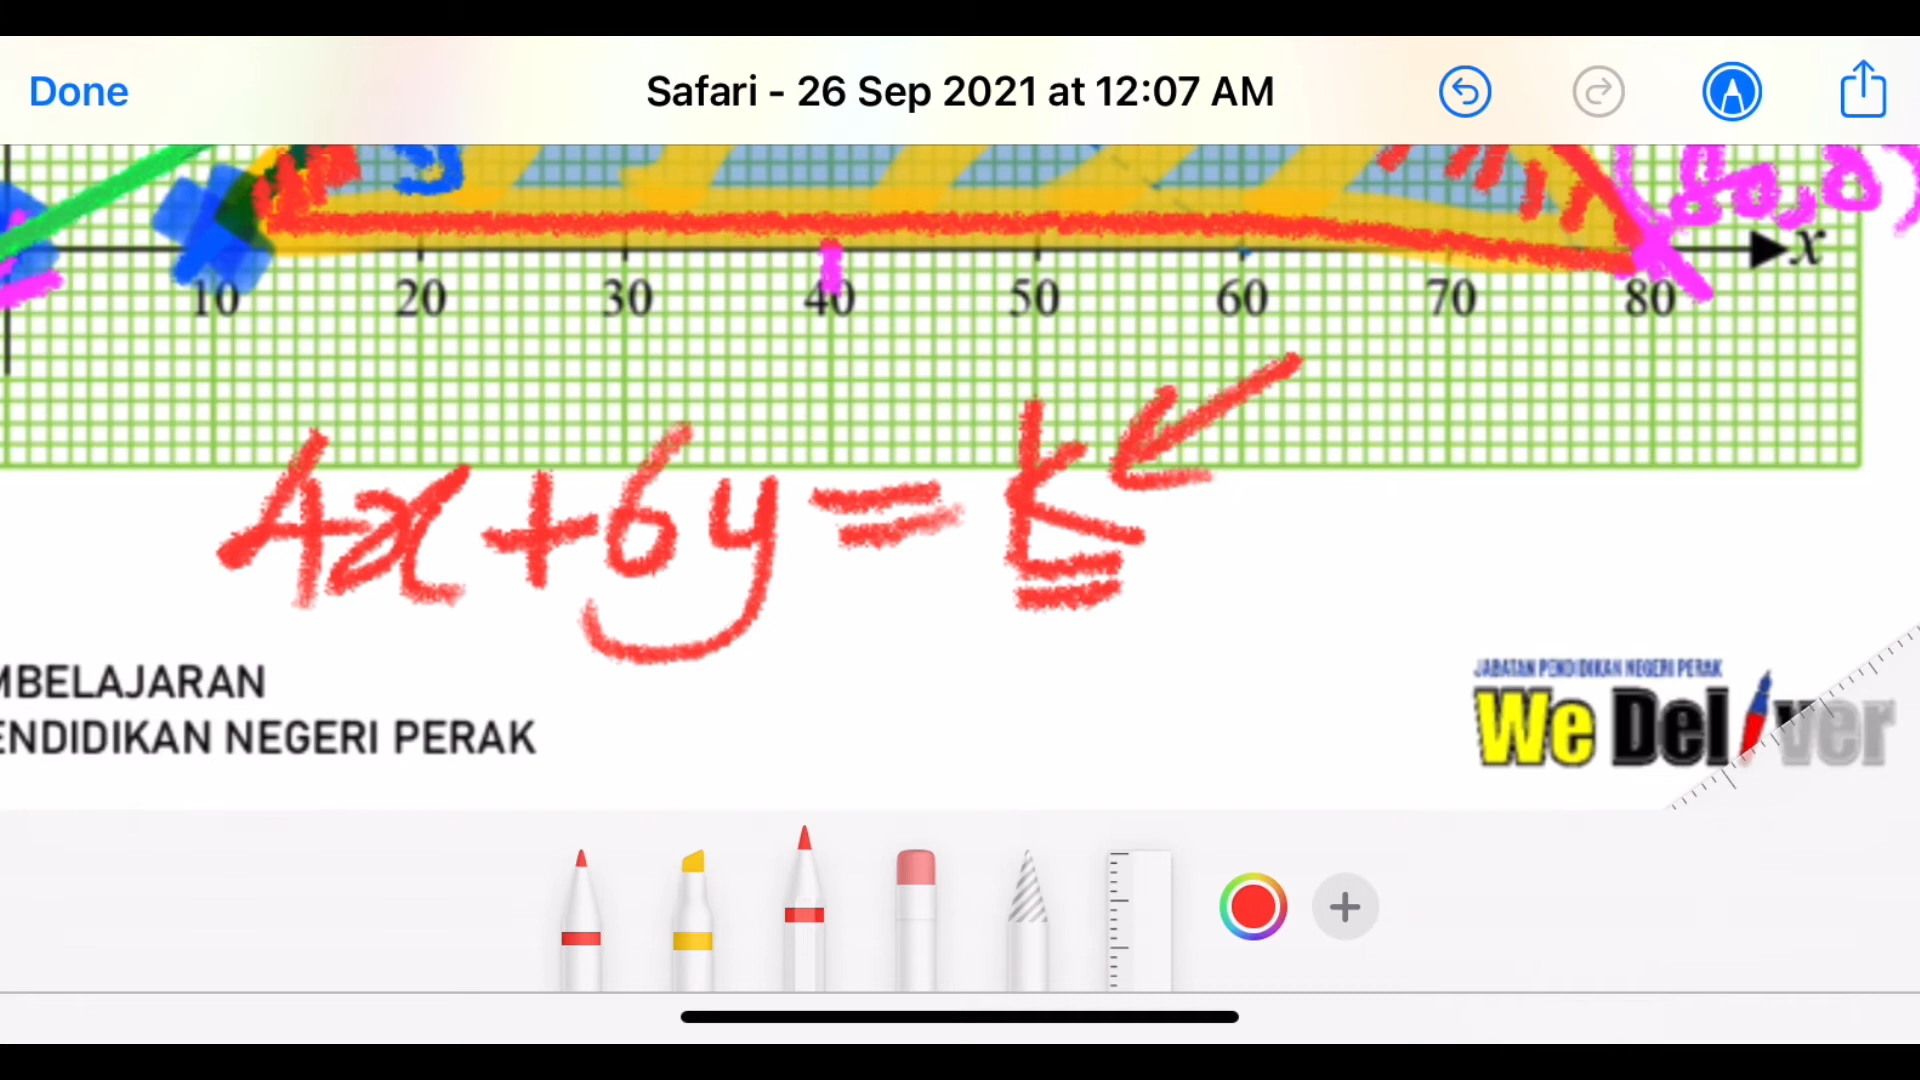 Done Safari - 26 Sep 2021 at 12:07 AM
(80,0)
x
10 20 30 40 50 60 70 80
4x+6y=k
MBELAJARAN
ENDIDIKAN NEGERI PERAK
JABATAN PENDIDIKAN NEGERI PERAK
We Deliver